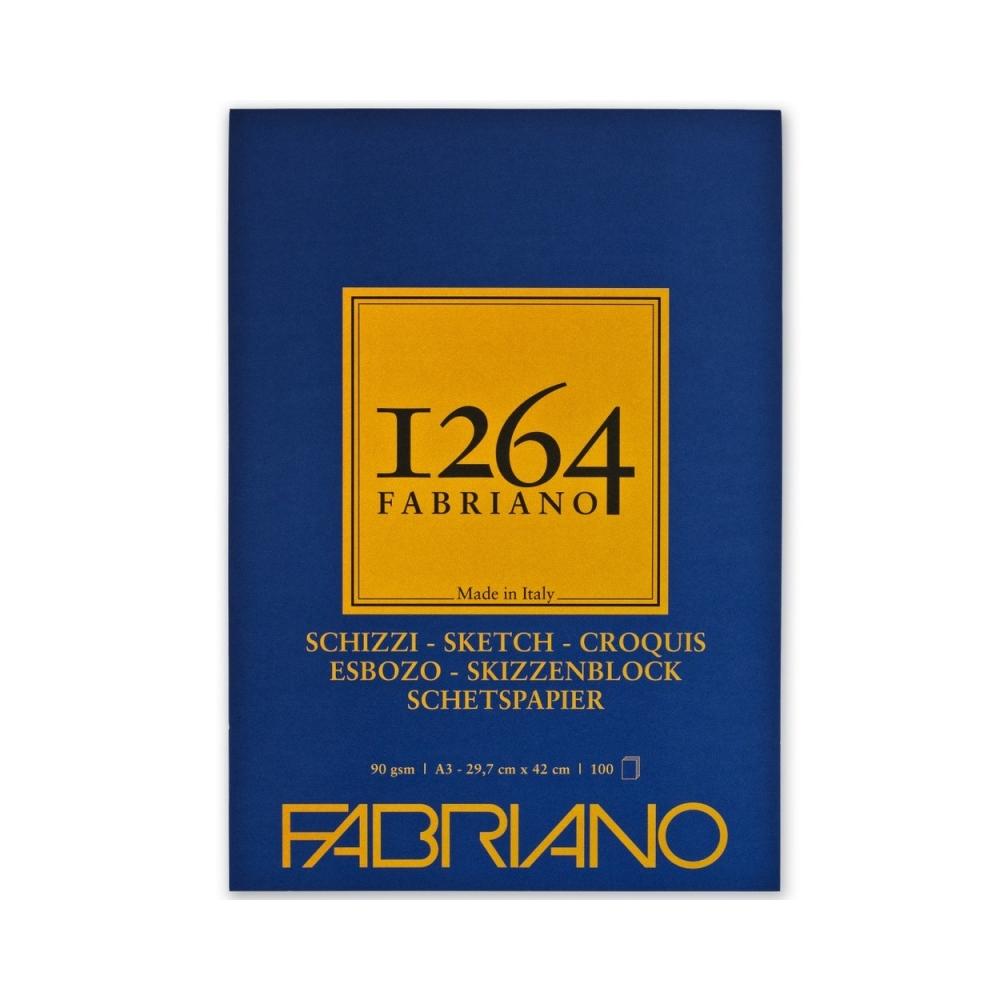 1264
FABRIANO
Made in Italy
SCHIZZI - SKETCH - CROQUIS
ESBOZO - SKIZZENBLOCK
SCHETSPAPIER
90 gsm | A3 - 29,7 cm x 42 cm | 100
FABRIANO